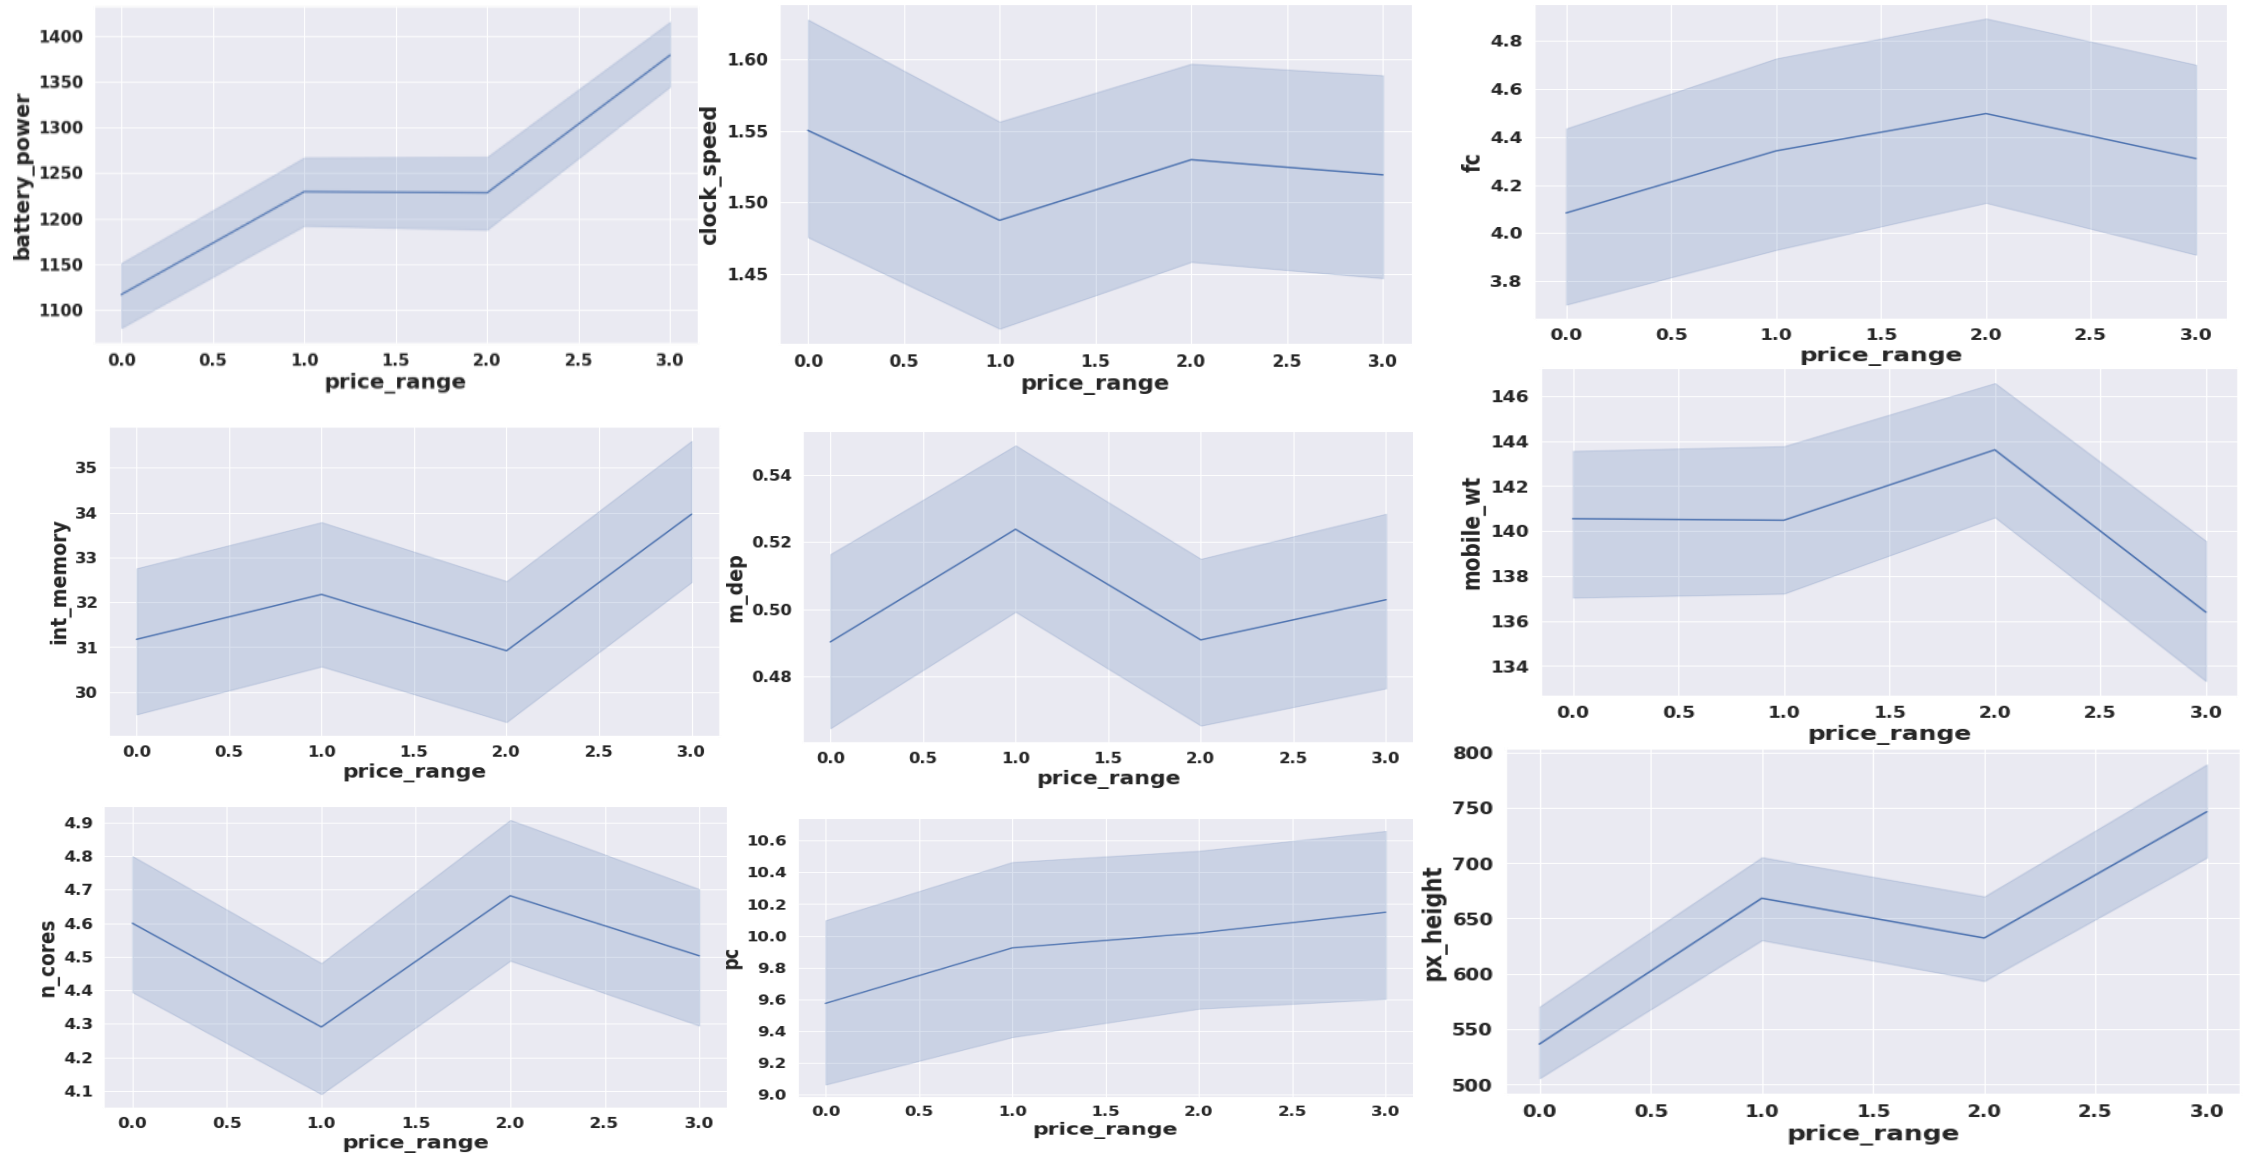 battery_power
1400
1350
1300
1250
1200
1150
1100
0.0 0.5 1.0 1.5 2.0 2.5 3.0
price_range
clock_speed
1.60
1.55
1.50
1.45
0.0 0.5 1.0 1.5 2.0 2.5 3.0
price_range
fc
4.8
4.6
4.4
4.2
4.0
3.8
0.0 0.5 1.0 1.5 2.0 2.5 3.0
price_range
int_memory
35
34
33
32
31
30
0.0 0.5 1.0 1.5 2.0 2.5 3.0
price_range
m_dep
0.54
0.52
0.50
0.48
0.0 0.5 1.0 1.5 2.0 2.5 3.0
price_range
mobile_wt
146
144
142
140
138
136
134
0.0 0.5 1.0 1.5 2.0 2.5 3.0
price_range
n_cores
4.9
4.8
4.7
4.6
4.5
4.4
4.3
4.2
4.1
0.0 0.5 1.0 1.5 2.0 2.5 3.0
price_range
pc
10.6
10.4
10.2
10.0
9.8
9.6
9.4
9.2
9.0
0.0 0.5 1.0 1.5 2.0 2.5 3.0
price_range
px_height
800
750
700
650
600
550
500
0.0 0.5 1.0 1.5 2.0 2.5 3.0
price_range